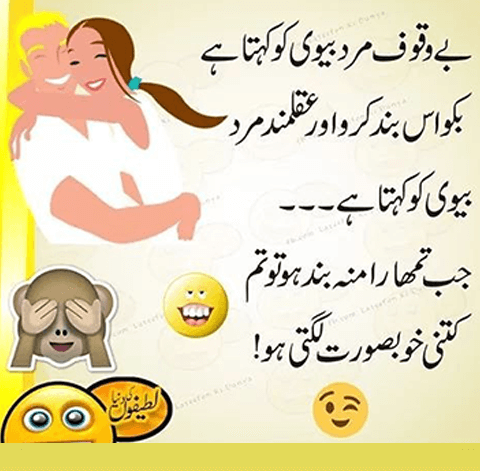 بے وقوف مرد بیوی کو کہتا ہے
بکواس بند کرو اور عقلمند مرد
بیوی کو کہتا ہے۔۔۔
جب تمھارا منہ بند ہو تو تم
کتنی خوبصورت لگتی ہو!
لطیفوں کی دنیا